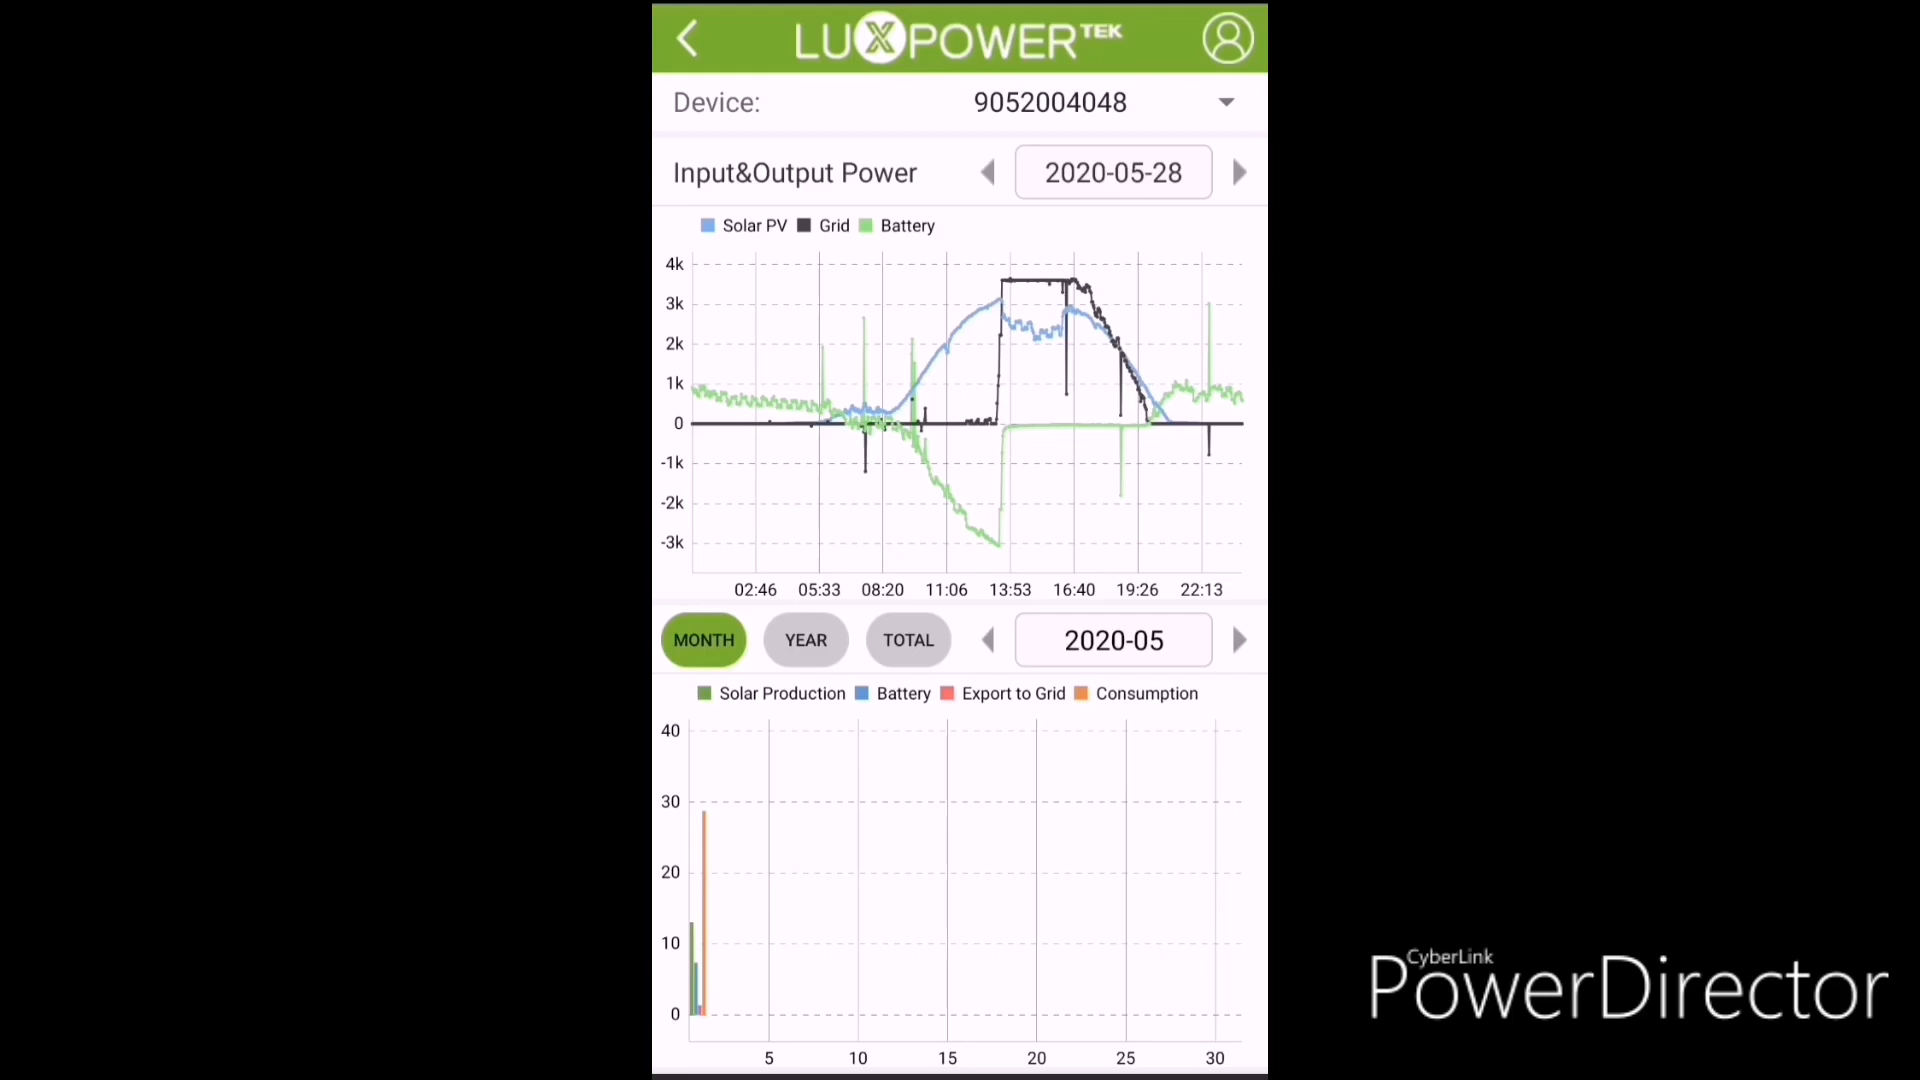 LUXPOWERTEK
Device: 9052004048
Input&Output Power 2020-05-28
Solar PV Grid Battery
4k
3k
2k
1k
0
-1k
-2k
-3k
02:46 05:33 08:20 11:06 13:53 16:40 19:26 22:13
MONTH YEAR TOTAL 2020-05
Solar Production Battery Export to Grid Consumption
40
30
20
10
0
5 10 15 20 25 30
CyberLink
PowerDirector